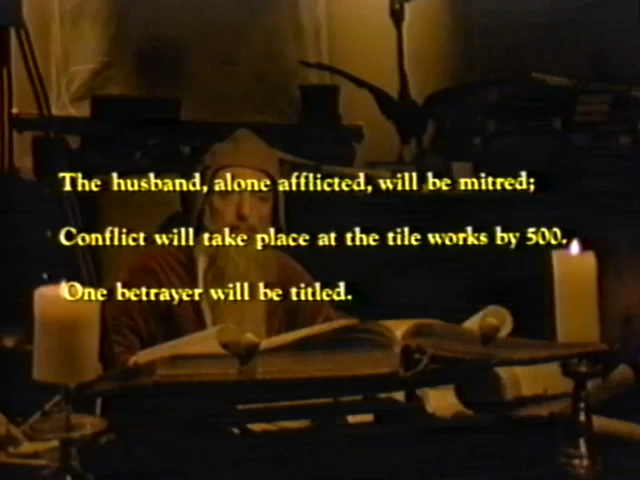 The husband, alone afflicted, will be mitred;
Conflict will take place at the tile works by 500.
One betrayer will be titled.